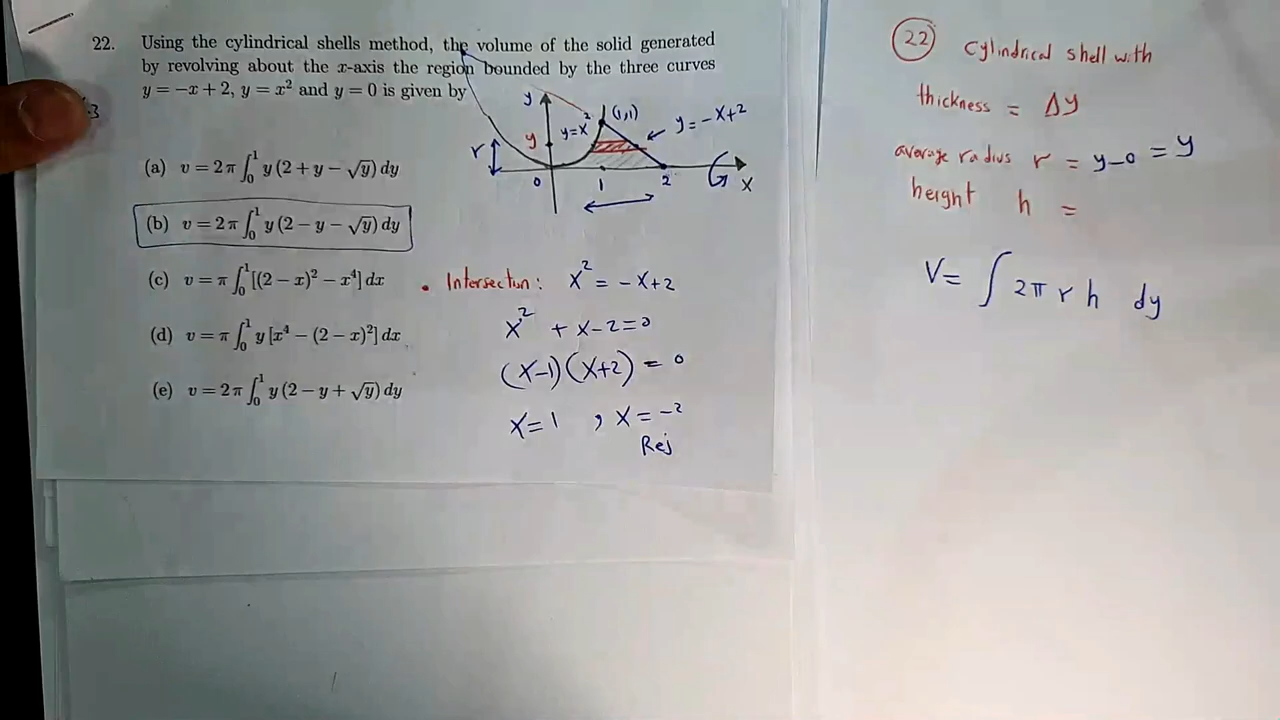 22. Using the cylindrical shells method, the volume of the solid generated
by revolving about the x-axis the region bounded by the three curves
y = −x + 2, y = x² and y = 0 is given by
(a) v = 2π ∫₀¹ y(2 + y − √y) dy
(b) v = 2π ∫₀¹ y(2 − y − √y) dy
(c) v = π ∫₀¹ [(2 − x)² − x⁴] dx
(d) v = π ∫₀¹ y[x⁴ − (2 − x)²] dx
(e) v = 2π ∫₀¹ y(2 − y + √y) dy
y
y=x²
(1,1)
y = -x+2
y
r
0
1
2
x
Intersection: x² = -x+2
x² + x-2=0
(x-1)(x+2) = 0
x=1 , x=-2
Rej
22 Cylindrical shell with
thickness = Δy
average radius r = y-0 = y
height h =
V= ∫ 2π r h dy